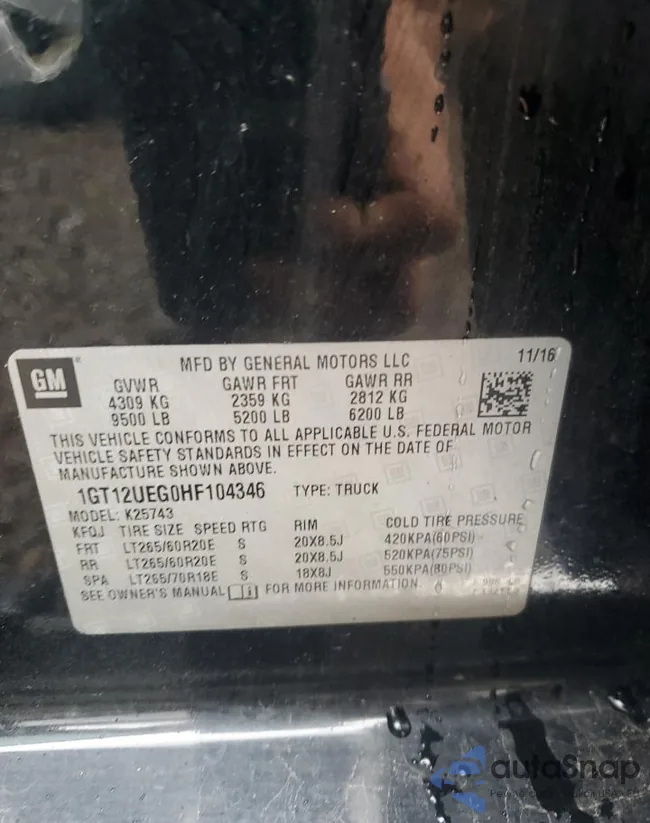 GM
MFD BY GENERAL MOTORS LLC 11/16
GVWR GAWR FRT GAWR RR
4309 KG 2359 KG 2812 KG
9500 LB 5200 LB 6200 LB
THIS VEHICLE CONFORMS TO ALL APPLICABLE U.S. FEDERAL MOTOR
VEHICLE SAFETY STANDARDS IN EFFECT ON THE DATE OF
MANUFACTURE SHOWN ABOVE.
1GT12UEG0HF104346 TYPE: TRUCK
MODEL: K25743
KFQJ TIRE SIZE SPEED RTG RIM COLD TIRE PRESSURE
FRT LT265/60R20E S 20X8.5J 420KPA(60PSI)
RR LT265/60R20E S 20X8.5J 520KPA(75PSI)
SPA LT265/70R18E S 18X8J 550KPA(80PSI)
SEE OWNER'S MANUAL FOR MORE INFORMATION.
autoSnap